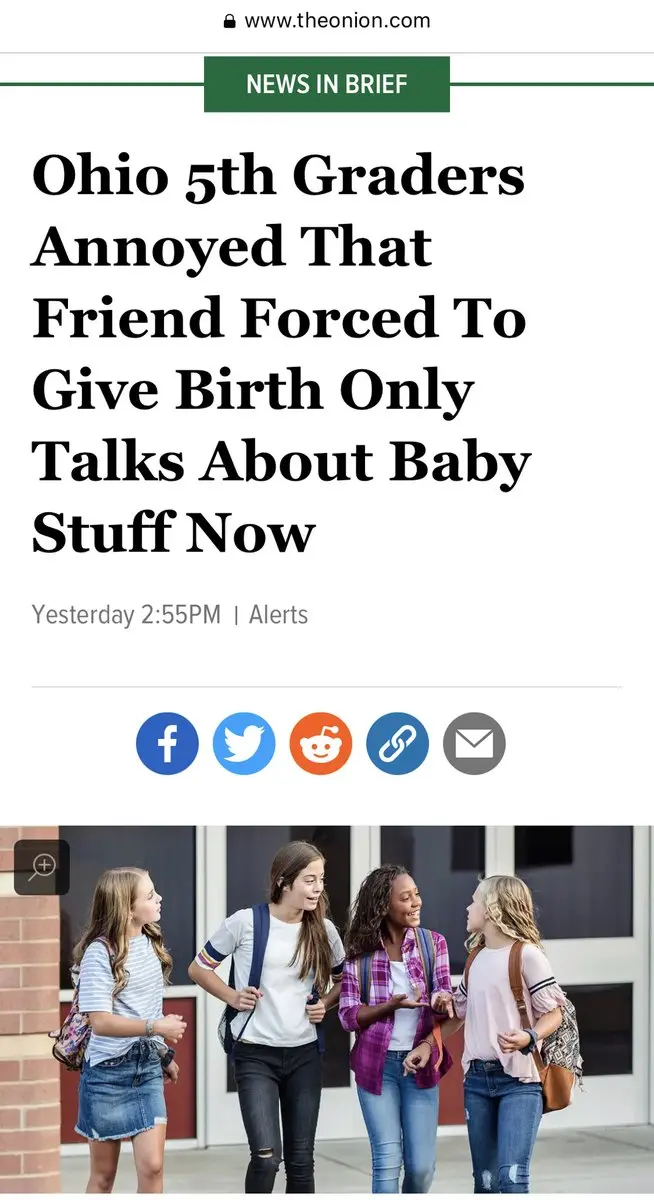 www.theonion.com
NEWS IN BRIEF
Ohio 5th Graders
Annoyed That
Friend Forced To
Give Birth Only
Talks About Baby
Stuff Now
Yesterday 2:55PM | Alerts